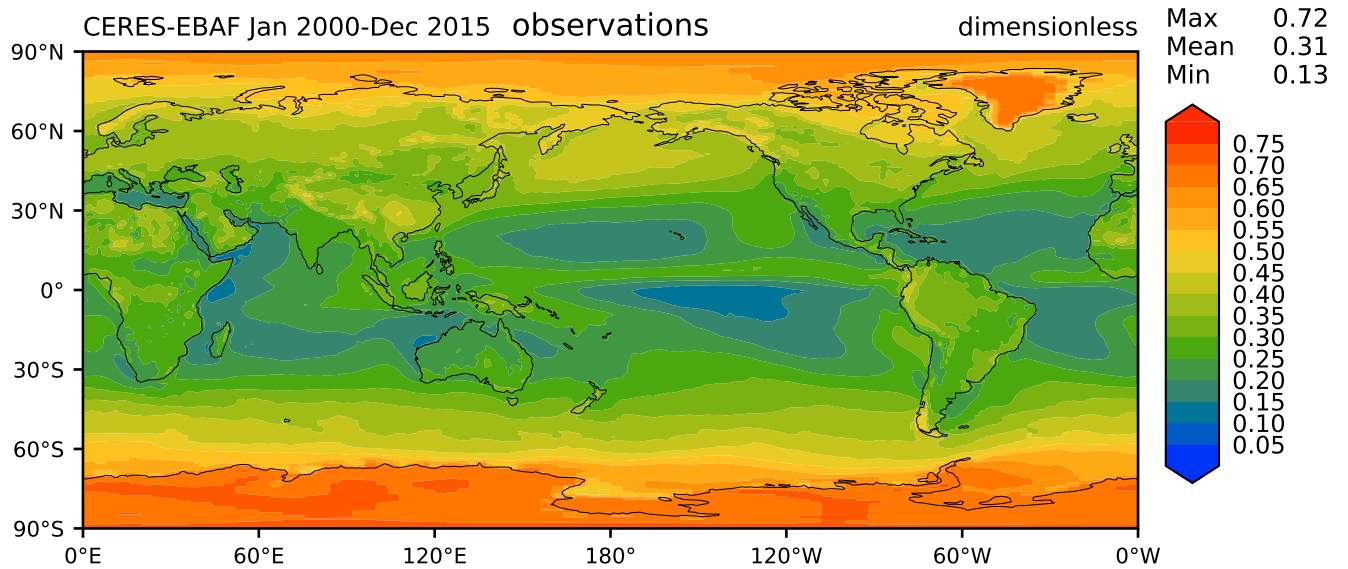 CERES-EBAF Jan 2000-Dec 2015 observations dimensionless
Max 0.72
Mean 0.31
Min 0.13
90°N
60°N
30°N
0°
30°S
60°S
90°S
0°E 60°E 120°E 180° 120°W 60°W 0°W
0.75
0.70
0.65
0.60
0.55
0.50
0.45
0.40
0.35
0.30
0.25
0.20
0.15
0.10
0.05